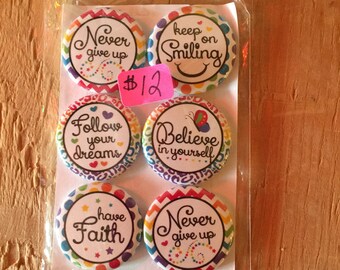 Never
give up
keep on
Smiling
$12
Follow
your
dreams
Believe
in yourself
have
Faith
Never
give up